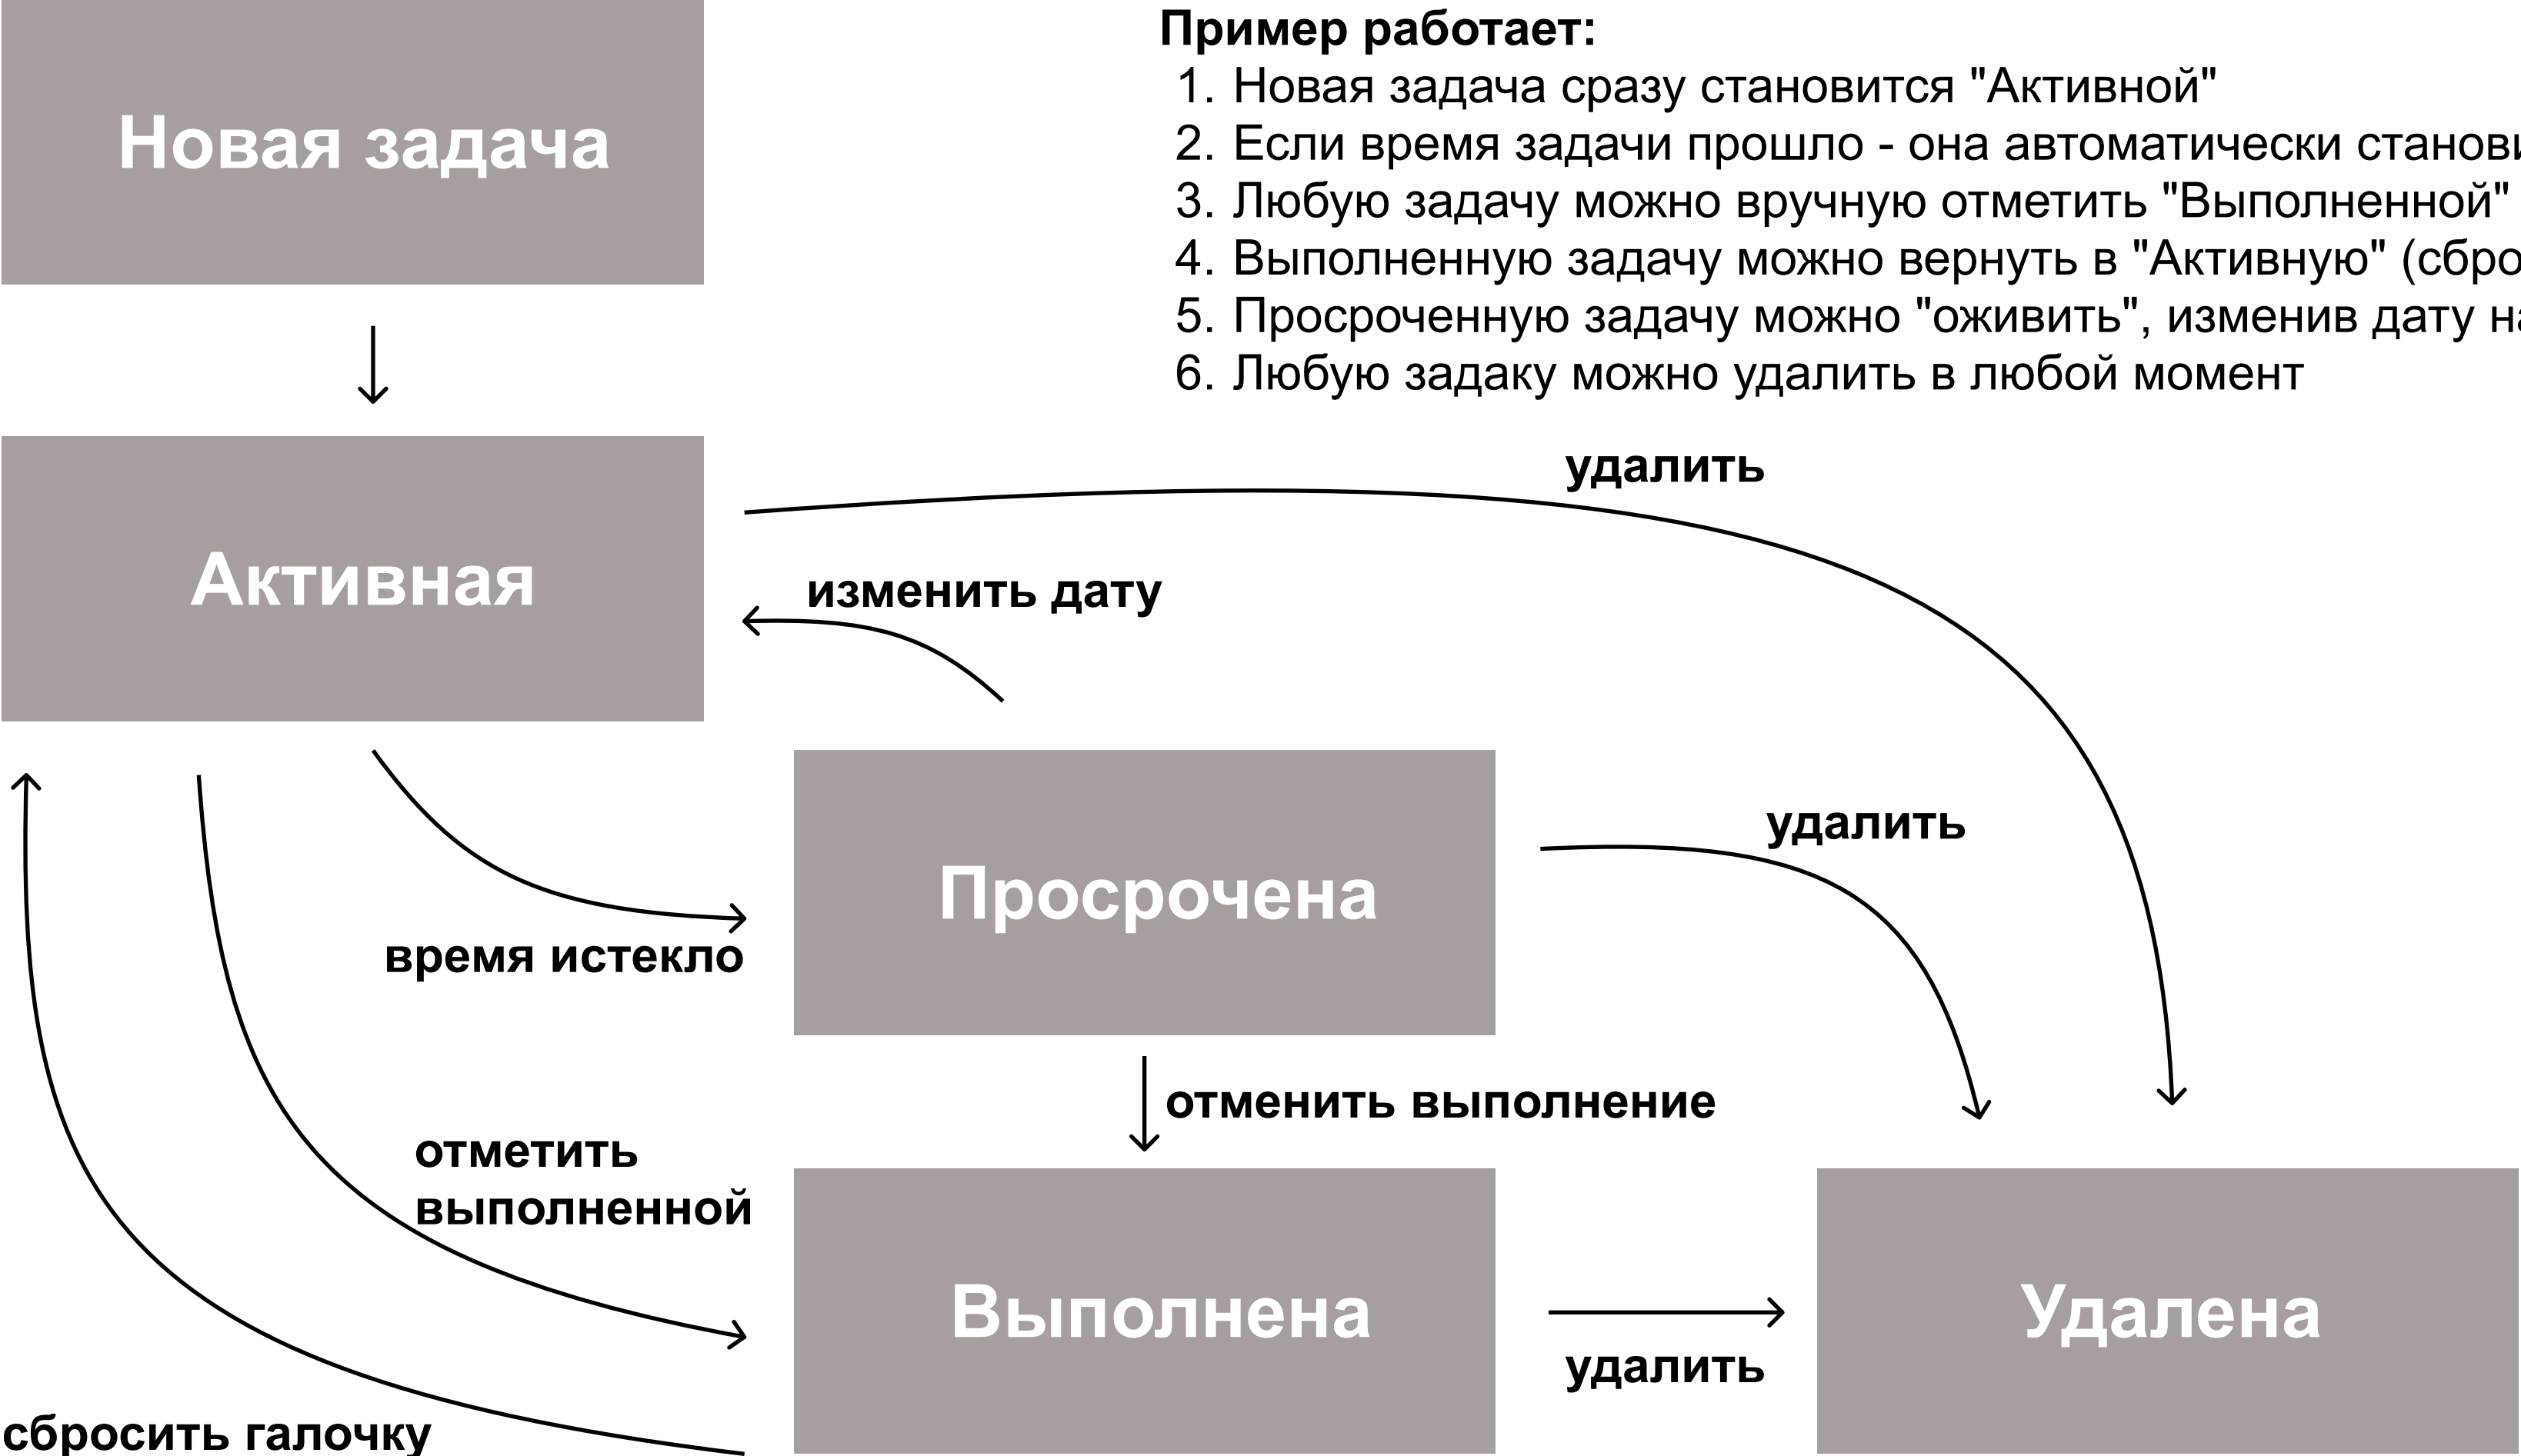 Новая задача
Пример работает:
1. Новая задача сразу становится "Активной"
2. Если время задачи прошло - она автоматически
3. Любую задачу можно вручную отметить "Выполненной"
4. Выполненную задачу можно вернуть в "Активную"
5. Просроченную задачу можно "оживить", изменив дату
6. Любую задаку можно удалить в любой момент
удалить
Активная
изменить дату
удалить
Просрочена
время истекло
отменить выполнение
отметить
выполненной
Выполнена
Удалена
удалить
сбросить галочку